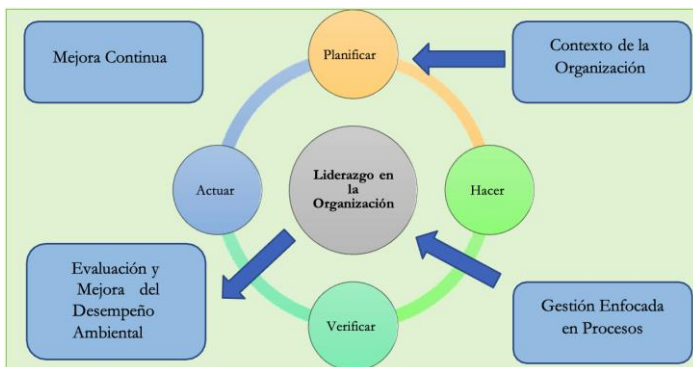 Mejora Continua
Planificar
Contexto de la
Organización
Actuar
Liderazgo en
la
Organización
Hacer
Evaluación y
Mejora del
Desempeño
Ambiental
Verificar
Gestión Enfocada
en Procesos